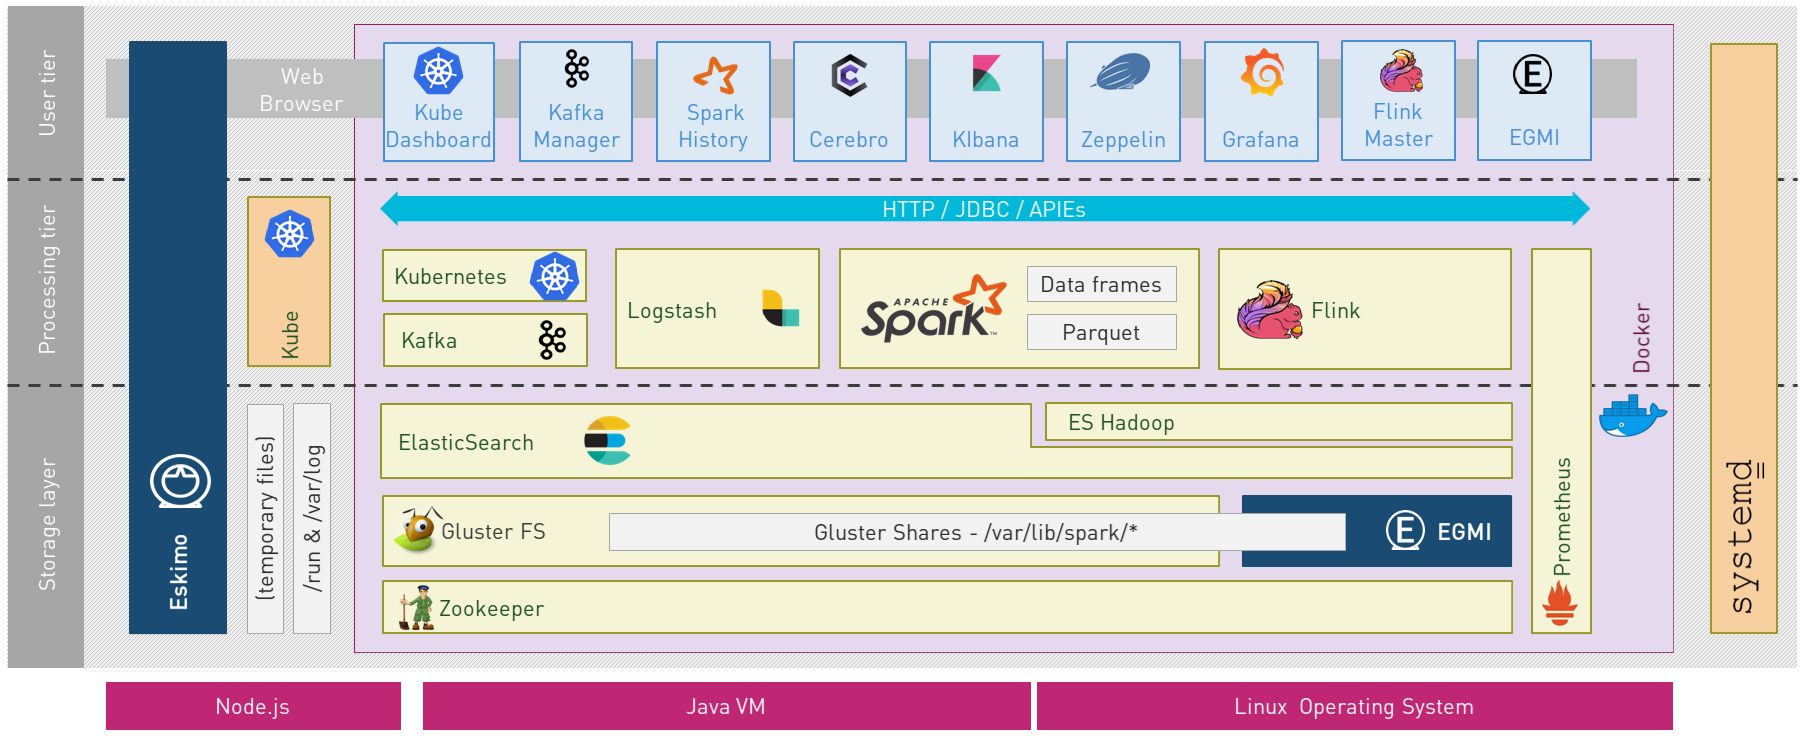 User tier
Web
Browser
Kube
Dashboard
Kafka
Manager
Spark
History
Cerebro
KIbana
Zeppelin
Grafana
Flink
Master
E
EGMI
Processing tier
Kube
HTTP / JDBC / APIEs
Kubernetes
Kafka
Logstash
APACHE
Spark™
Data frames
Parquet
Flink
Docker
Storage layer
Eskimo
(temporary files)
/run & /var/log
ElasticSearch
ES Hadoop
Gluster FS
Gluster Shares - /var/lib/spark/*
E
EGMI
Zookeeper
Prometheus
systemd
Node.js
Java VM
Linux Operating System